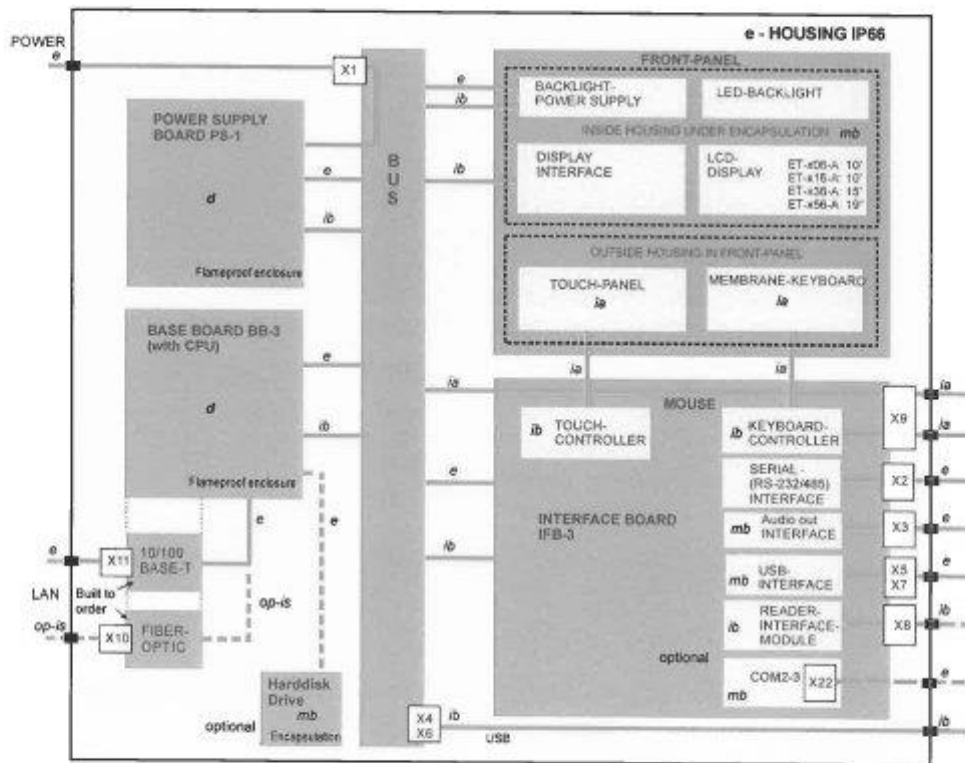 POWER
e
e - HOUSING IP66
X1
FRONT-PANEL
POWER SUPPLY
BOARD PS-1
d
Flameproof enclosure
e
ib
BUS
e
ib
ib
BACKLIGHT-
POWER SUPPLY
LED-BACKLIGHT
INSIDE HOUSING UNDER ENCAPSULATION mb
DISPLAY
INTERFACE
LCD-
DISPLAY
ET-x06-A 10"
ET-x16-A: 10"
ET-x36-A: 15"
ET-x56-A: 19"
OUTSIDE HOUSING IN FRONT-PANEL
TOUCH-PANEL
ia
MEMBRANE-KEYBOARD
ia
ia
ia
BASE BOARD BB-3
(with CPU)
d
Flameproof enclosure
e
ib
e
e
ia
e
ib
MOUSE
ib TOUCH-
CONTROLLER
ib KEYBOARD-
CONTROLLER
SERIAL -
(RS-232/485)
INTERFACE
INTERFACE BOARD
IFB-3
mb Audio out
INTERFACE
mb USB-
INTERFACE
ib READER-
INTERFACE-
MODULE
optional
COM2-3
mb
X22
X9
X2
X3
X5
X7
X8
ia
ia
e
e
e
ib
e
ib
e
X11
10/100
BASE-T
LAN
Built to
order
op-is
X10
FIBER-
OPTIC
op-is
optional
Harddisk
Drive
mb
Encapsulation
X4
X6
ib
USB